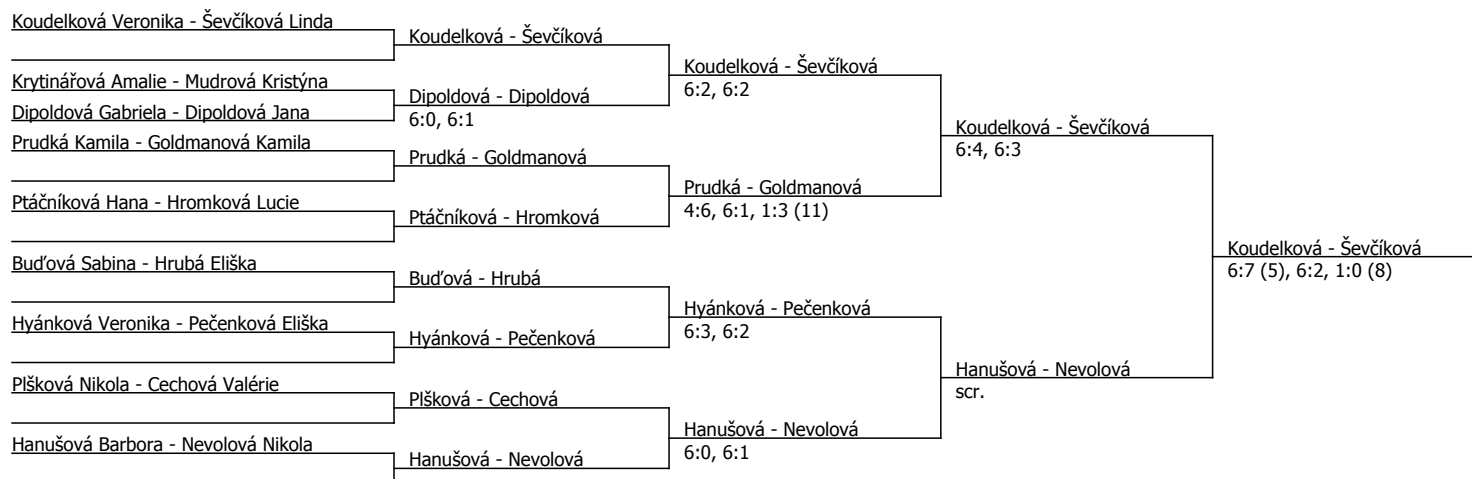 Koudelková Veronika - Ševčíková Linda
Krytinářová Amalie - Mudrová Kristýna
Dipoldová Gabriela - Dipoldová Jana
Prudká Kamila - Goldmanová Kamila
Ptáčníková Hana - Hromková Lucie
Buďová Sabina - Hrubá Eliška
Hyánková Veronika - Pečenková Eliška
Plšková Nikola - Cechová Valérie
Hanušová Barbora - Nevolová Nikola
Koudelková - Ševčíková
Dipoldová - Dipoldová
6:0, 6:1
Prudká - Goldmanová
Ptáčníková - Hromková
Buďová - Hrubá
Hyánková - Pečenková
Plšková - Cechová
Hanušová - Nevolová
Koudelková - Ševčíková
6:2, 6:2
Prudká - Goldmanová
4:6, 6:1, 1:3 (11)
Hyánková - Pečenková
6:3, 6:2
Hanušová - Nevolová
6:0, 6:1
Koudelková - Ševčíková
6:4, 6:3
Hanušová - Nevolová
scr.
Koudelková - Ševčíková
6:7 (5), 6:2, 1:0 (8)